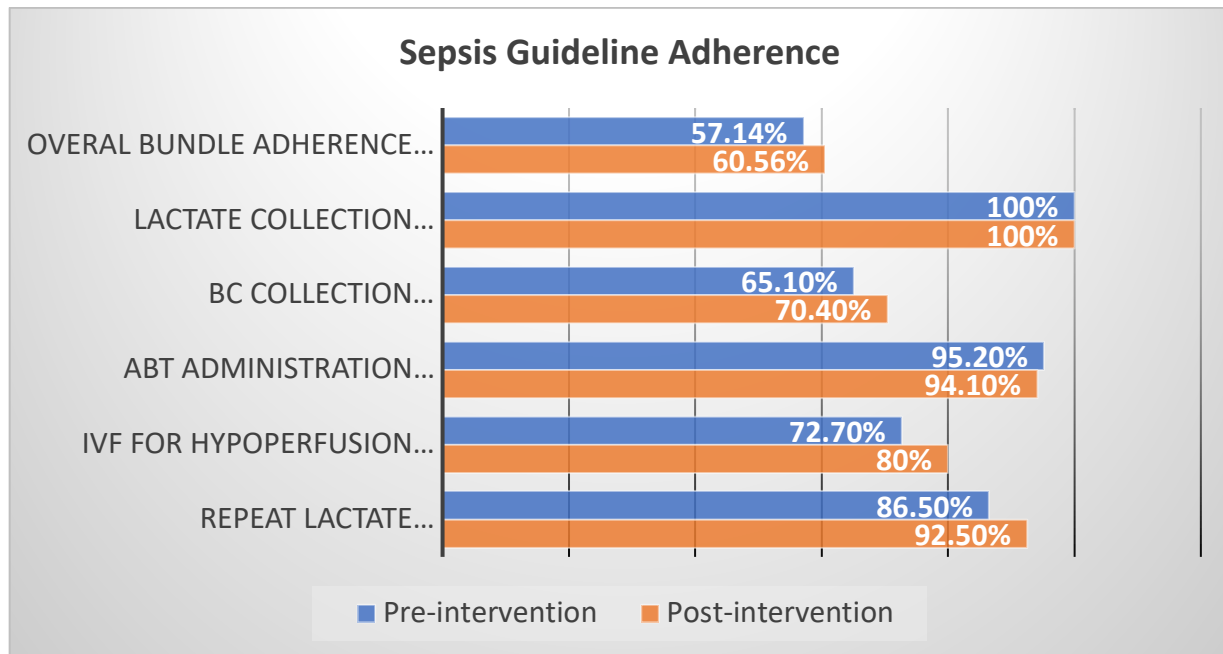 Sepsis Guideline Adherence
OVERAL BUNDLE ADHERENCE...
57.14%
60.56%
LACTATE COLLECTION...
100%
100%
BC COLLECTION...
65.10%
70.40%
ABT ADMINISTRATION...
95.20%
94.10%
IVF FOR HYPOPERFUSION...
72.70%
80%
REPEAT LACTATE...
86.50%
92.50%
Pre-intervention Post-intervention